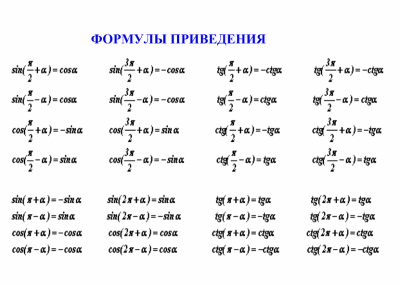 ФОРМУЛЫ ПРИВЕДЕНИЯ
sin(π/2+α)=cosα sin(3π/2+α)=-cosα tg(π/2+α)=-ctgα tg(3π/2+α)=-ctgα
sin(π/2-α)=cosα sin(3π/2-α)=-cosα tg(π/2-α)=ctgα tg(3π/2-α)=ctgα
cos(π/2+α)=-sinα cos(3π/2+α)=sinα ctg(π/2+α)=-tgα ctg(3π/2+α)=-tgα
cos(π/2-α)=sinα cos(3π/2-α)=-sinα ctg(π/2-α)=tgα ctg(3π/2-α)=tgα
sin(π+α)=-sinα sin(2π+α)=sinα tg(π+α)=tgα tg(2π+α)=tgα
sin(π-α)=sinα sin(2π-α)=-sinα tg(π-α)=-tgα tg(2π-α)=-tgα
cos(π+α)=-cosα cos(2π+α)=cosα ctg(π+α)=ctgα ctg(2π+α)=ctgα
cos(π-α)=-cosα cos(2π-α)=cosα ctg(π-α)=-ctgα ctg(2π-α)=-ctgα